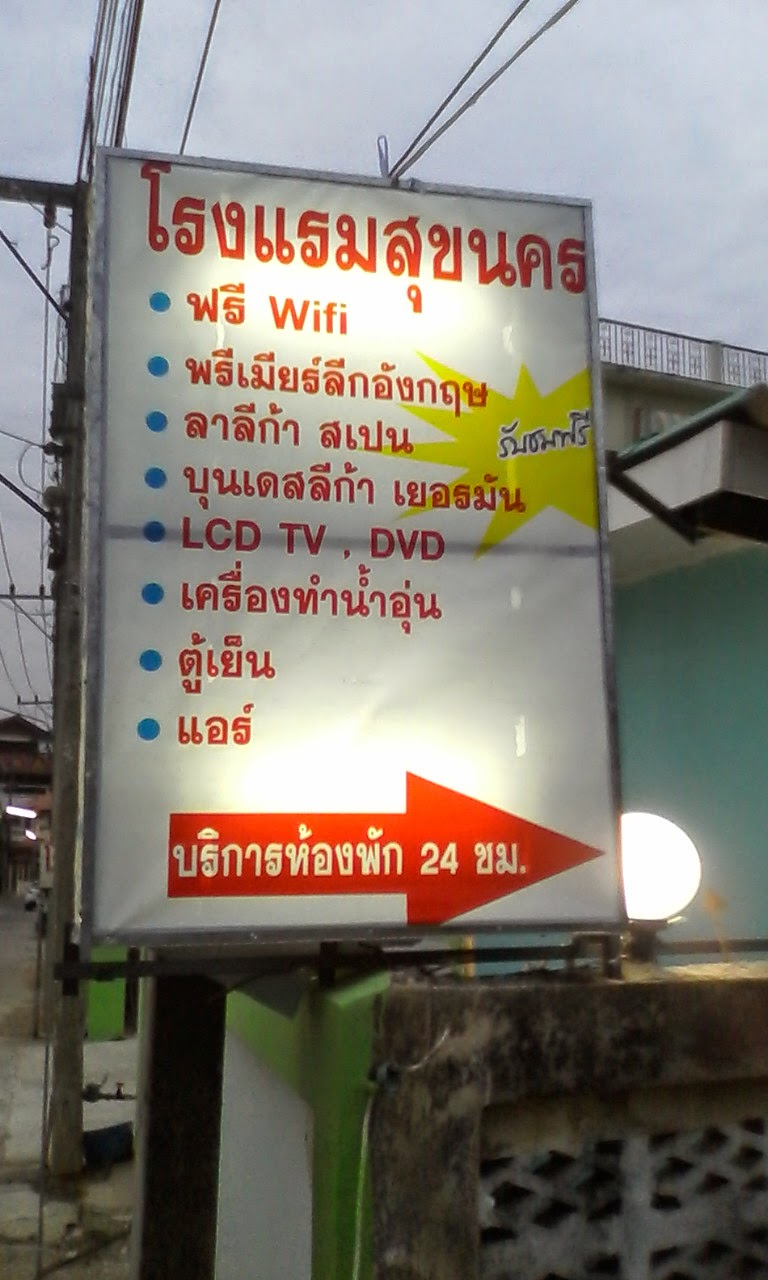 โรงแรมสุขนคร
ฟรี Wifi
พรีเมียร์ลีกอังกฤษ
ลาลีก้า สเปน
รับชมฟรี
บุนเดสลีก้า เยอรมัน
LCD TV , DVD
เครื่องทำน้ำอุ่น
ตู้เย็น
แอร์
บริการห้องพัก 24 ชม.